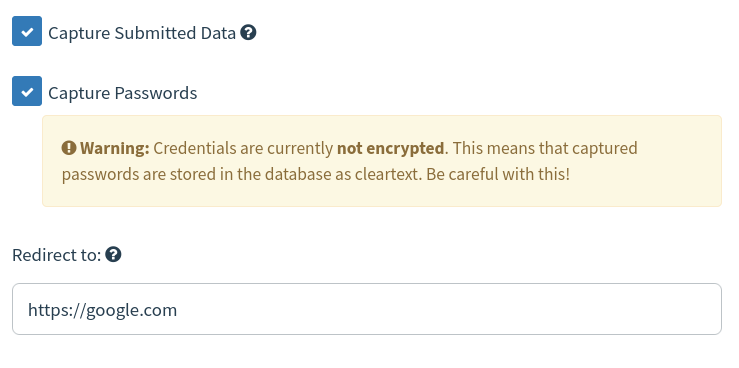 Capture Submitted Data
Capture Passwords
Warning: Credentials are currently not encrypted. This means that captured
passwords are stored in the database as cleartext. Be careful with this!
Redirect to:
https://google.com